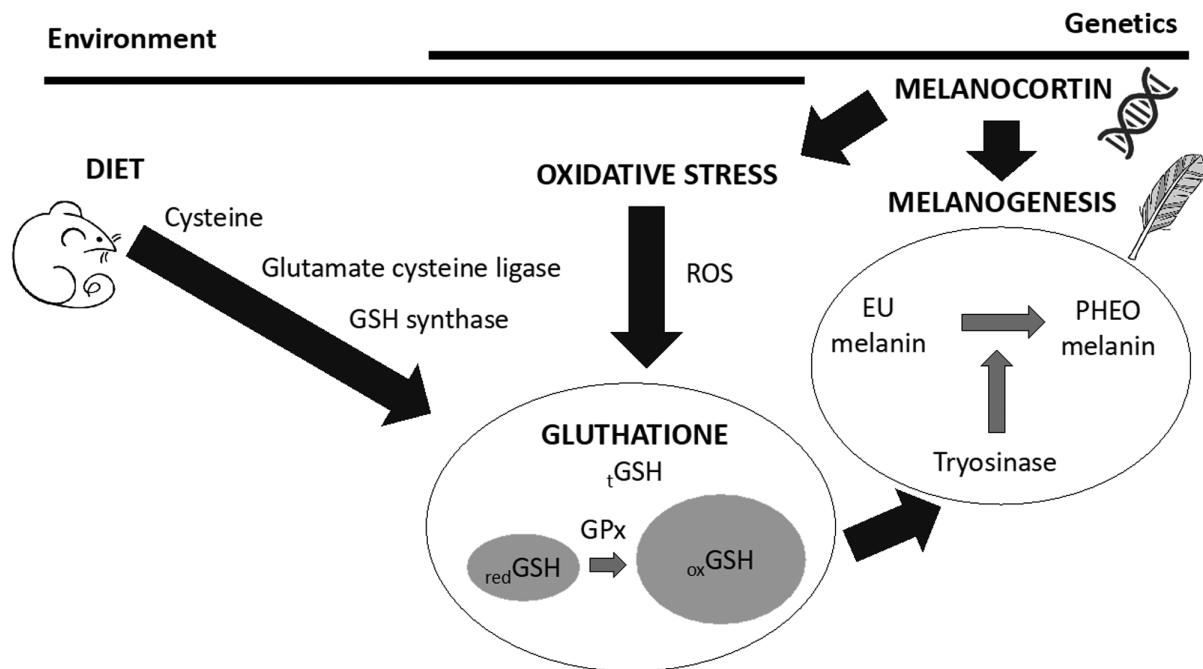 Environment
Genetics
MELANOCORTIN
DIET
OXIDATIVE STRESS
MELANOGENESIS
Cysteine
Glutamate cysteine ligase
GSH synthase
ROS
EU
melanin
PHEO
melanin
Tryosinase
GLUTHATIONE
tGSH
GPx
redGSH
oxGSH